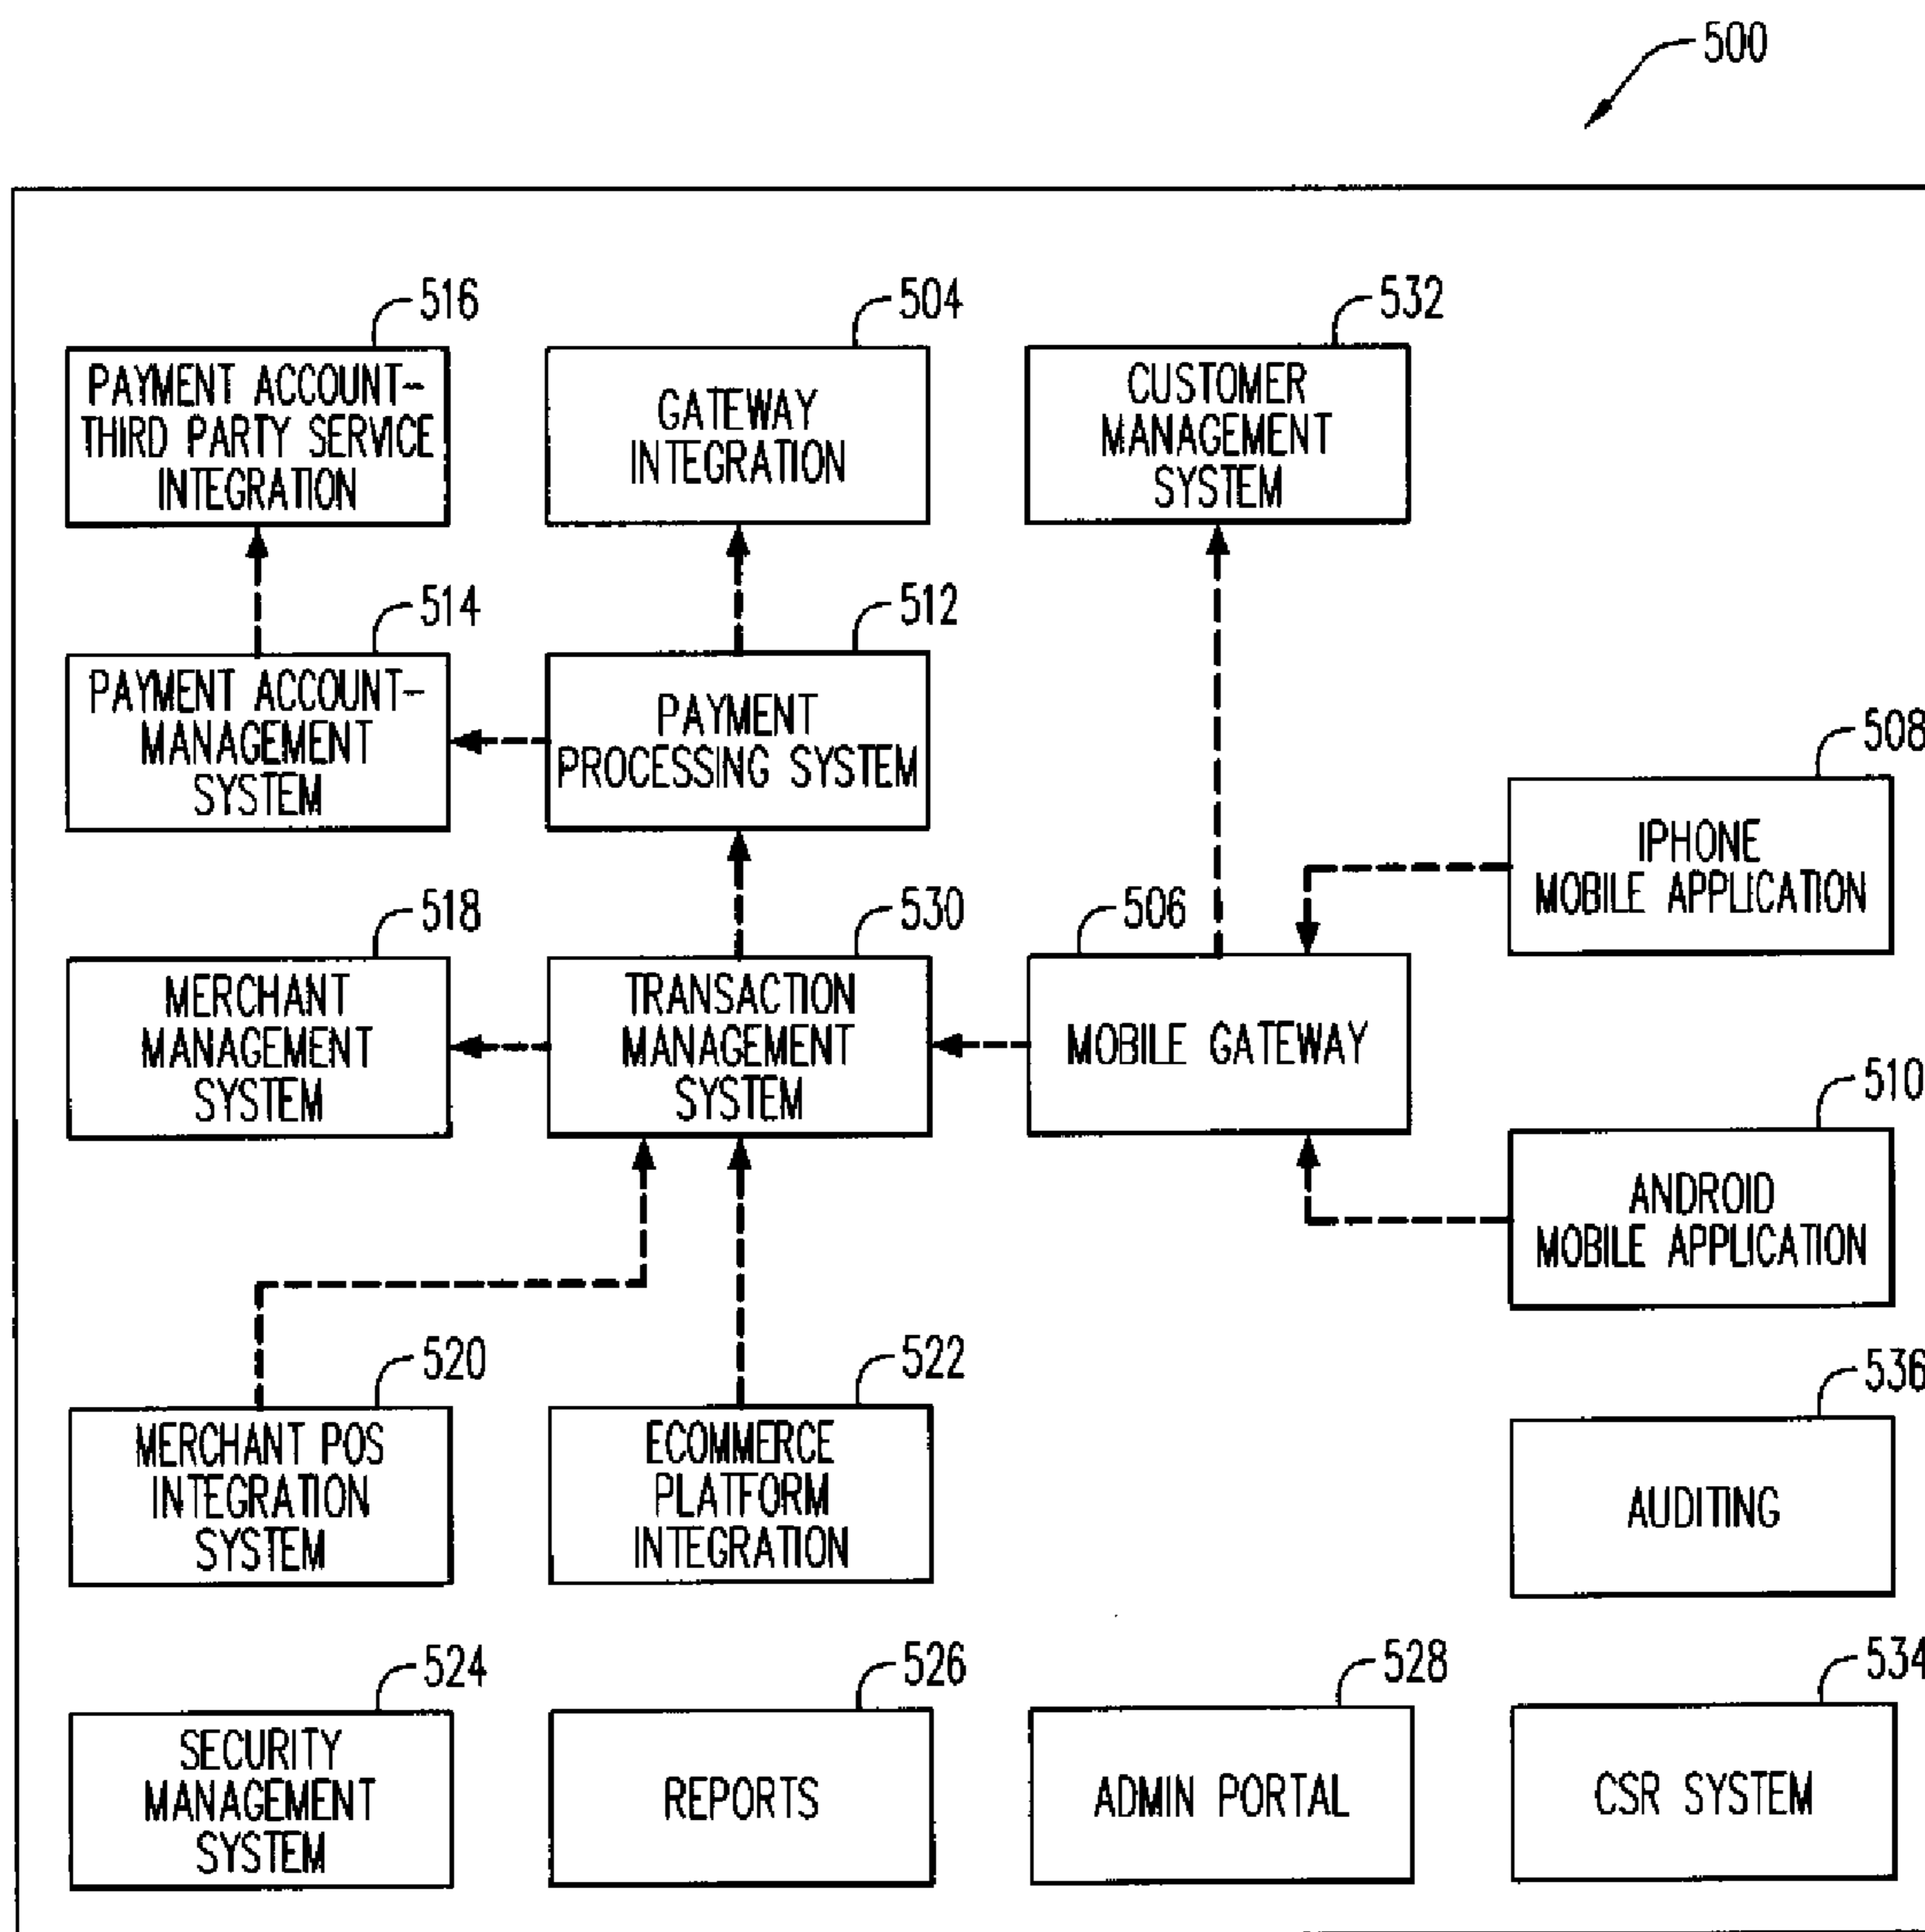 500
516
PAYMENT ACCOUNT-
THIRD PARTY SERVICE
INTEGRATION
504
GATEWAY
INTEGRATION
532
CUSTOMER
MANAGEMENT
SYSTEM
514
PAYMENT ACCOUNT-
MANAGEMENT
SYSTEM
512
PAYMENT
PROCESSING SYSTEM
508
IPHONE
MOBILE APPLICATION
518
MERCHANT
MANAGEMENT
SYSTEM
530
TRANSACTION
MANAGEMENT
SYSTEM
506
MOBILE GATEWAY
510
ANDROID
MOBILE APPLICATION
520
MERCHANT POS
INTEGRATION
SYSTEM
522
ECOMMERCE
PLATFORM
INTEGRATION
536
AUDITING
524
SECURITY
MANAGEMENT
SYSTEM
526
REPORTS
528
ADMIN PORTAL
534
CSR SYSTEM